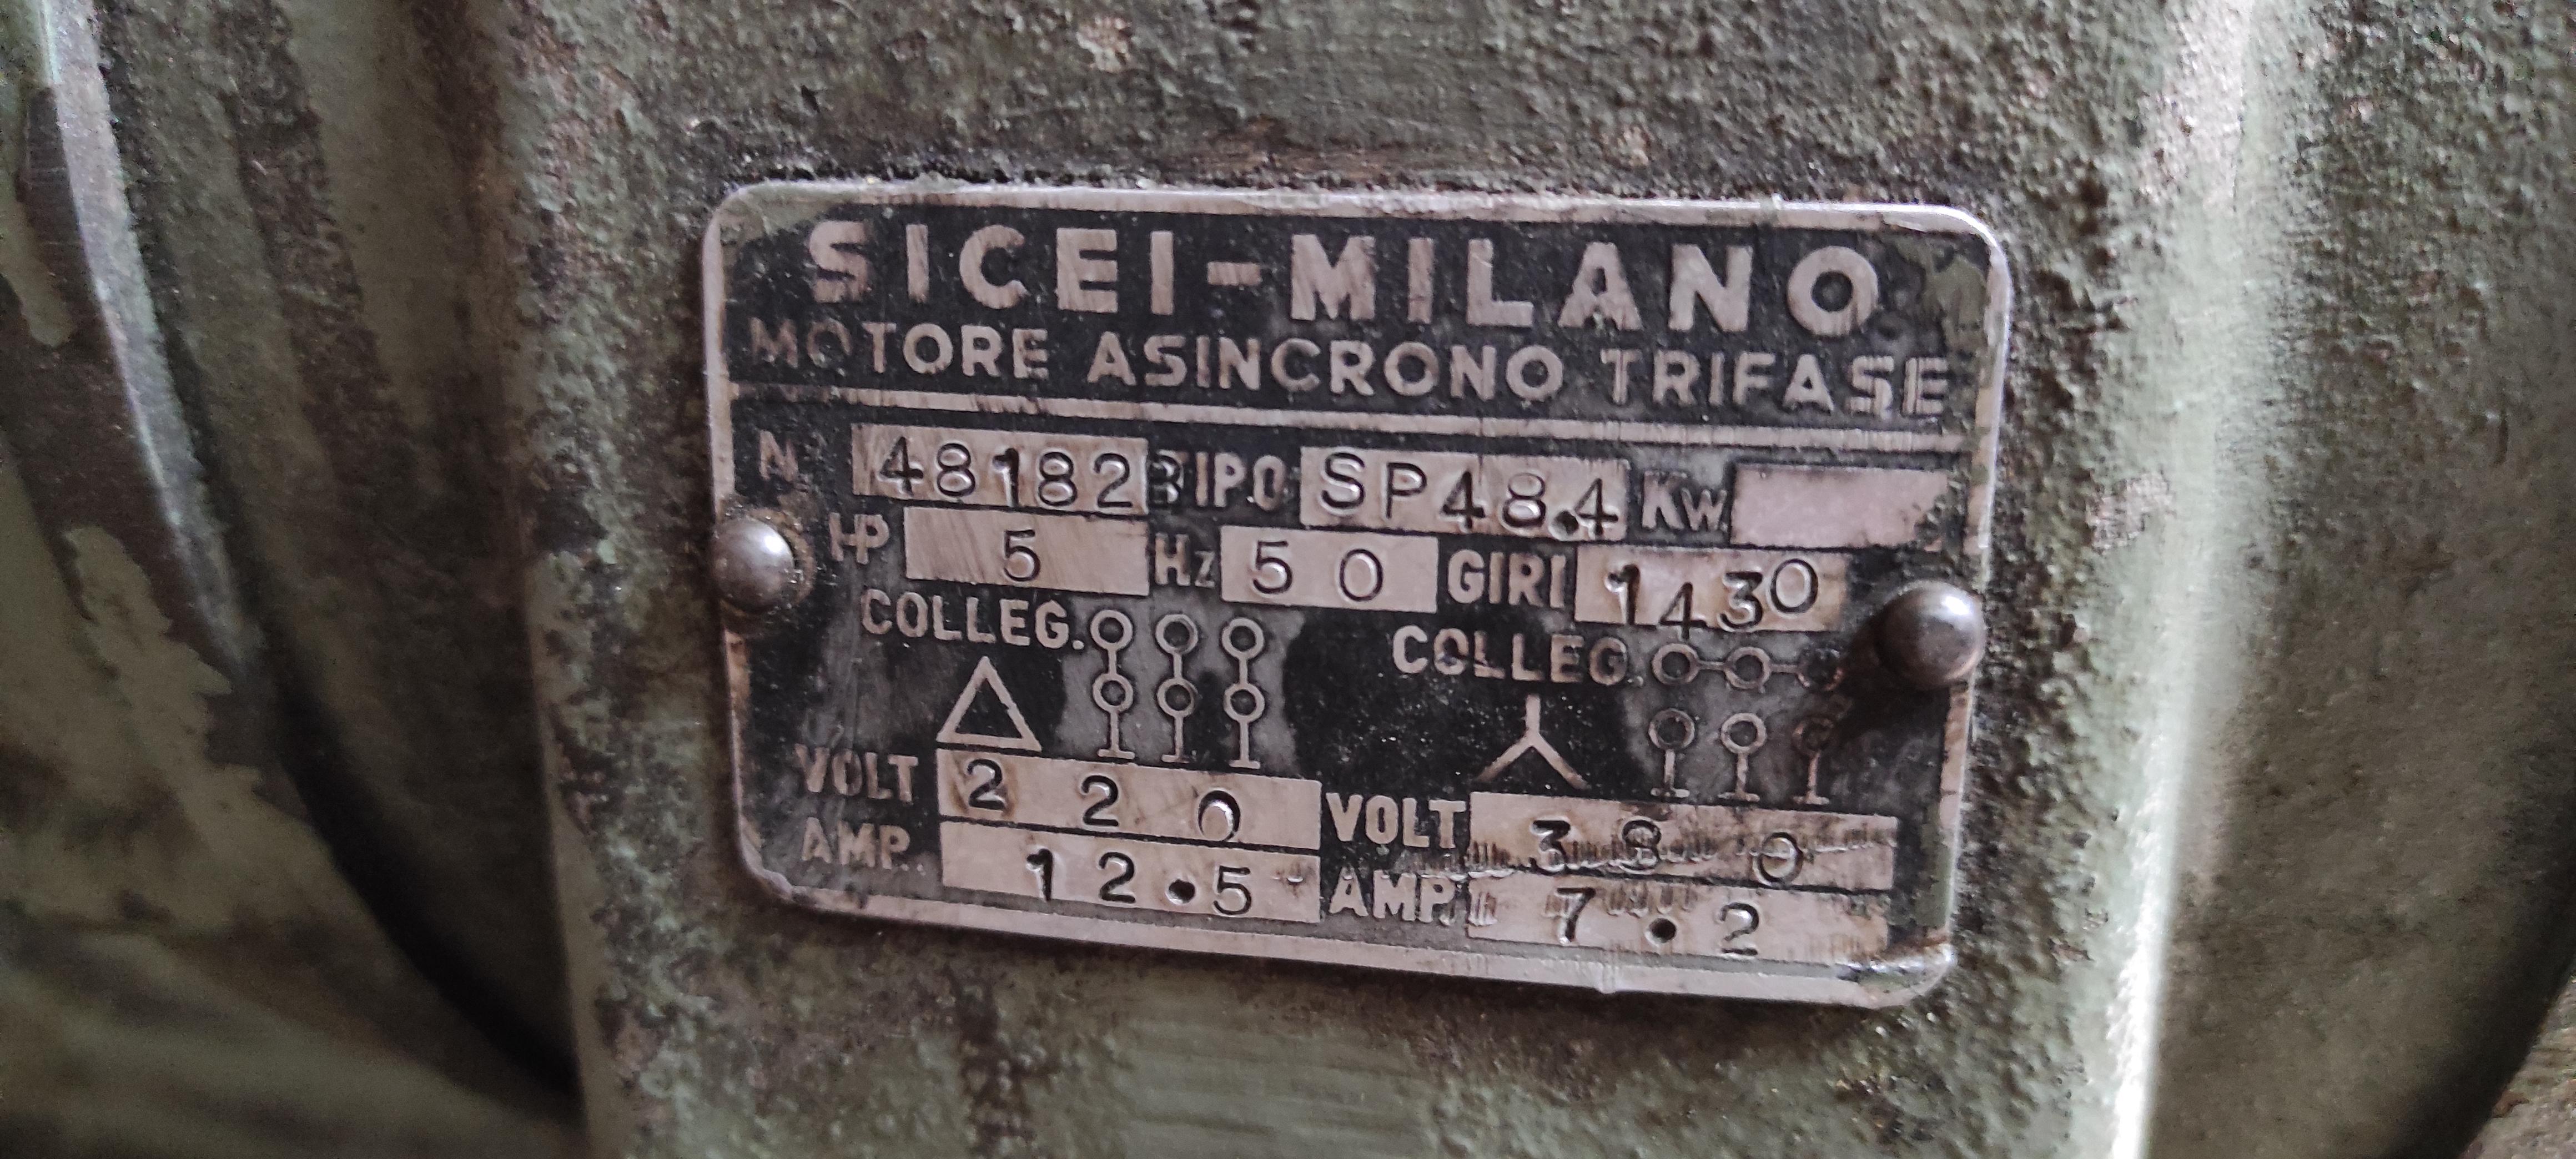 SICEI-MILANO
MOTORE ASINCRONO TRIFASE
N 481823 TIPO SP48.4 Kw
HP 5 Hz 50 GIRI 1430
COLLEG. COLLEG.
VOLT 220 VOLT 380
AMP. 12.5 AMP. 7.2